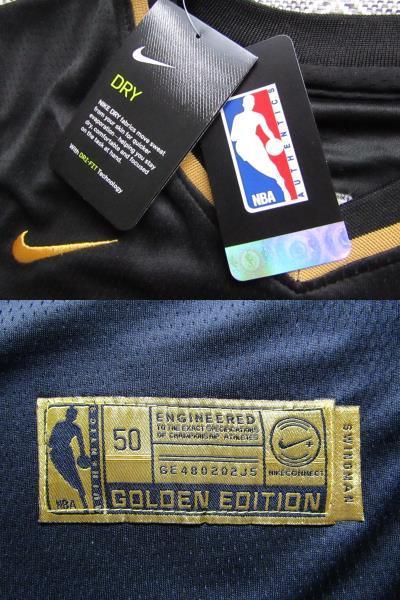 DRY
NIKE DRY fabrics move sweat
from your skin for quicker
evaporation—helping you stay
dry, comfortable and focused
on the task at hand.
With DRI-FIT Technology
NBA
AUTHENTICS
NBA
AUTHENTICS
50
ENGINEERED
TO THE EXACT SPECIFICATIONS
OF CHAMPIONSHIP ATHLETES
GE480202J5
NIKECONNECT
GOLDEN EDITION
SWINGMAN